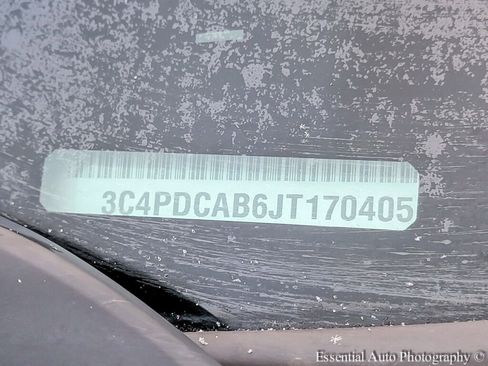 3C4PDCAB6JT170405
Essential Auto Photography ©